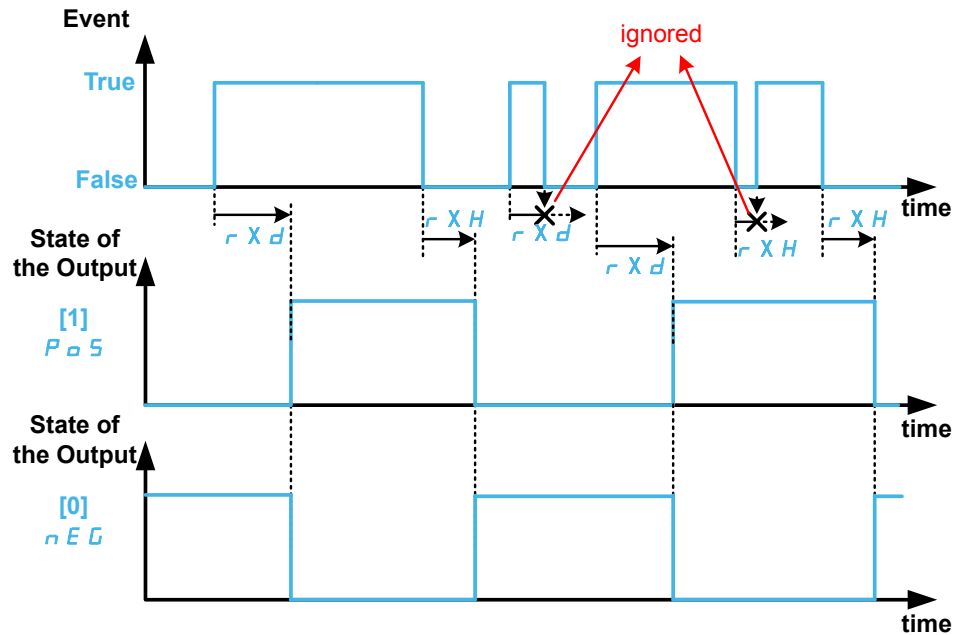 Event
ignored
True
False
time
r X d
r X H
r X d
r X d
r X H
r X H
State of
the Output
[1]
P o S
time
State of
the Output
[0]
n E G
time